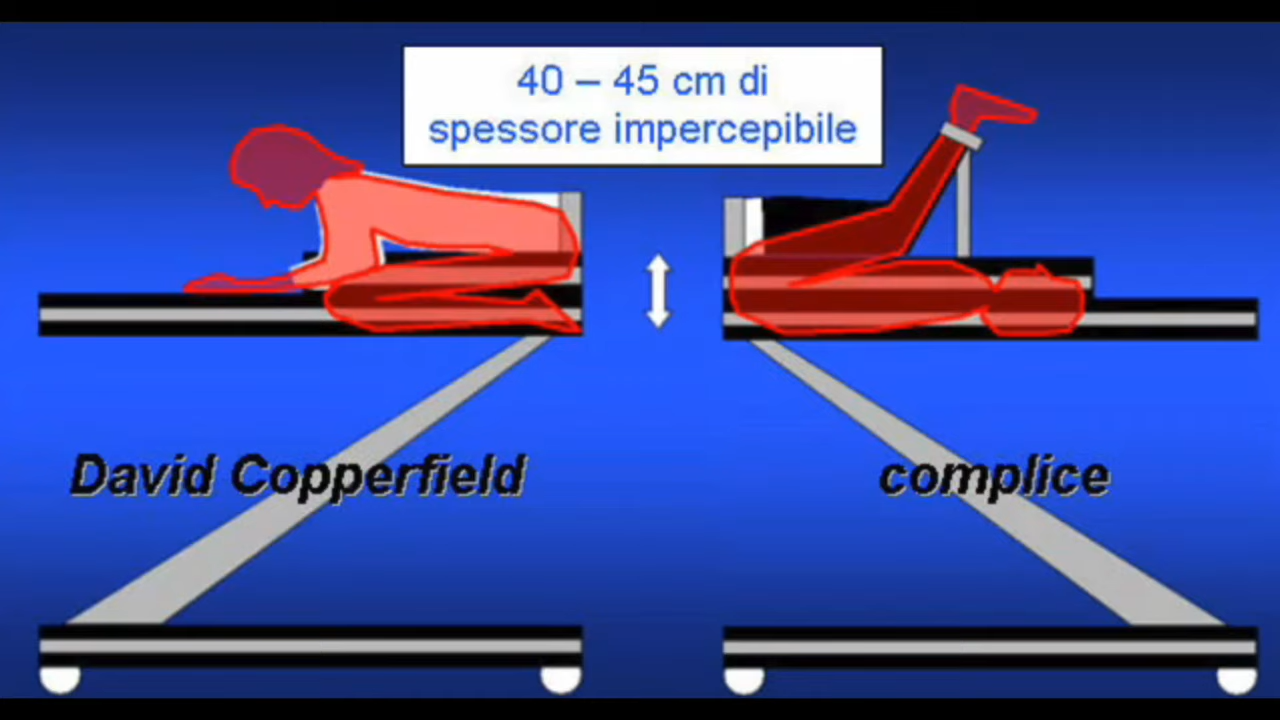 40 – 45 cm di
spessore impercepibile
David Copperfield
complice